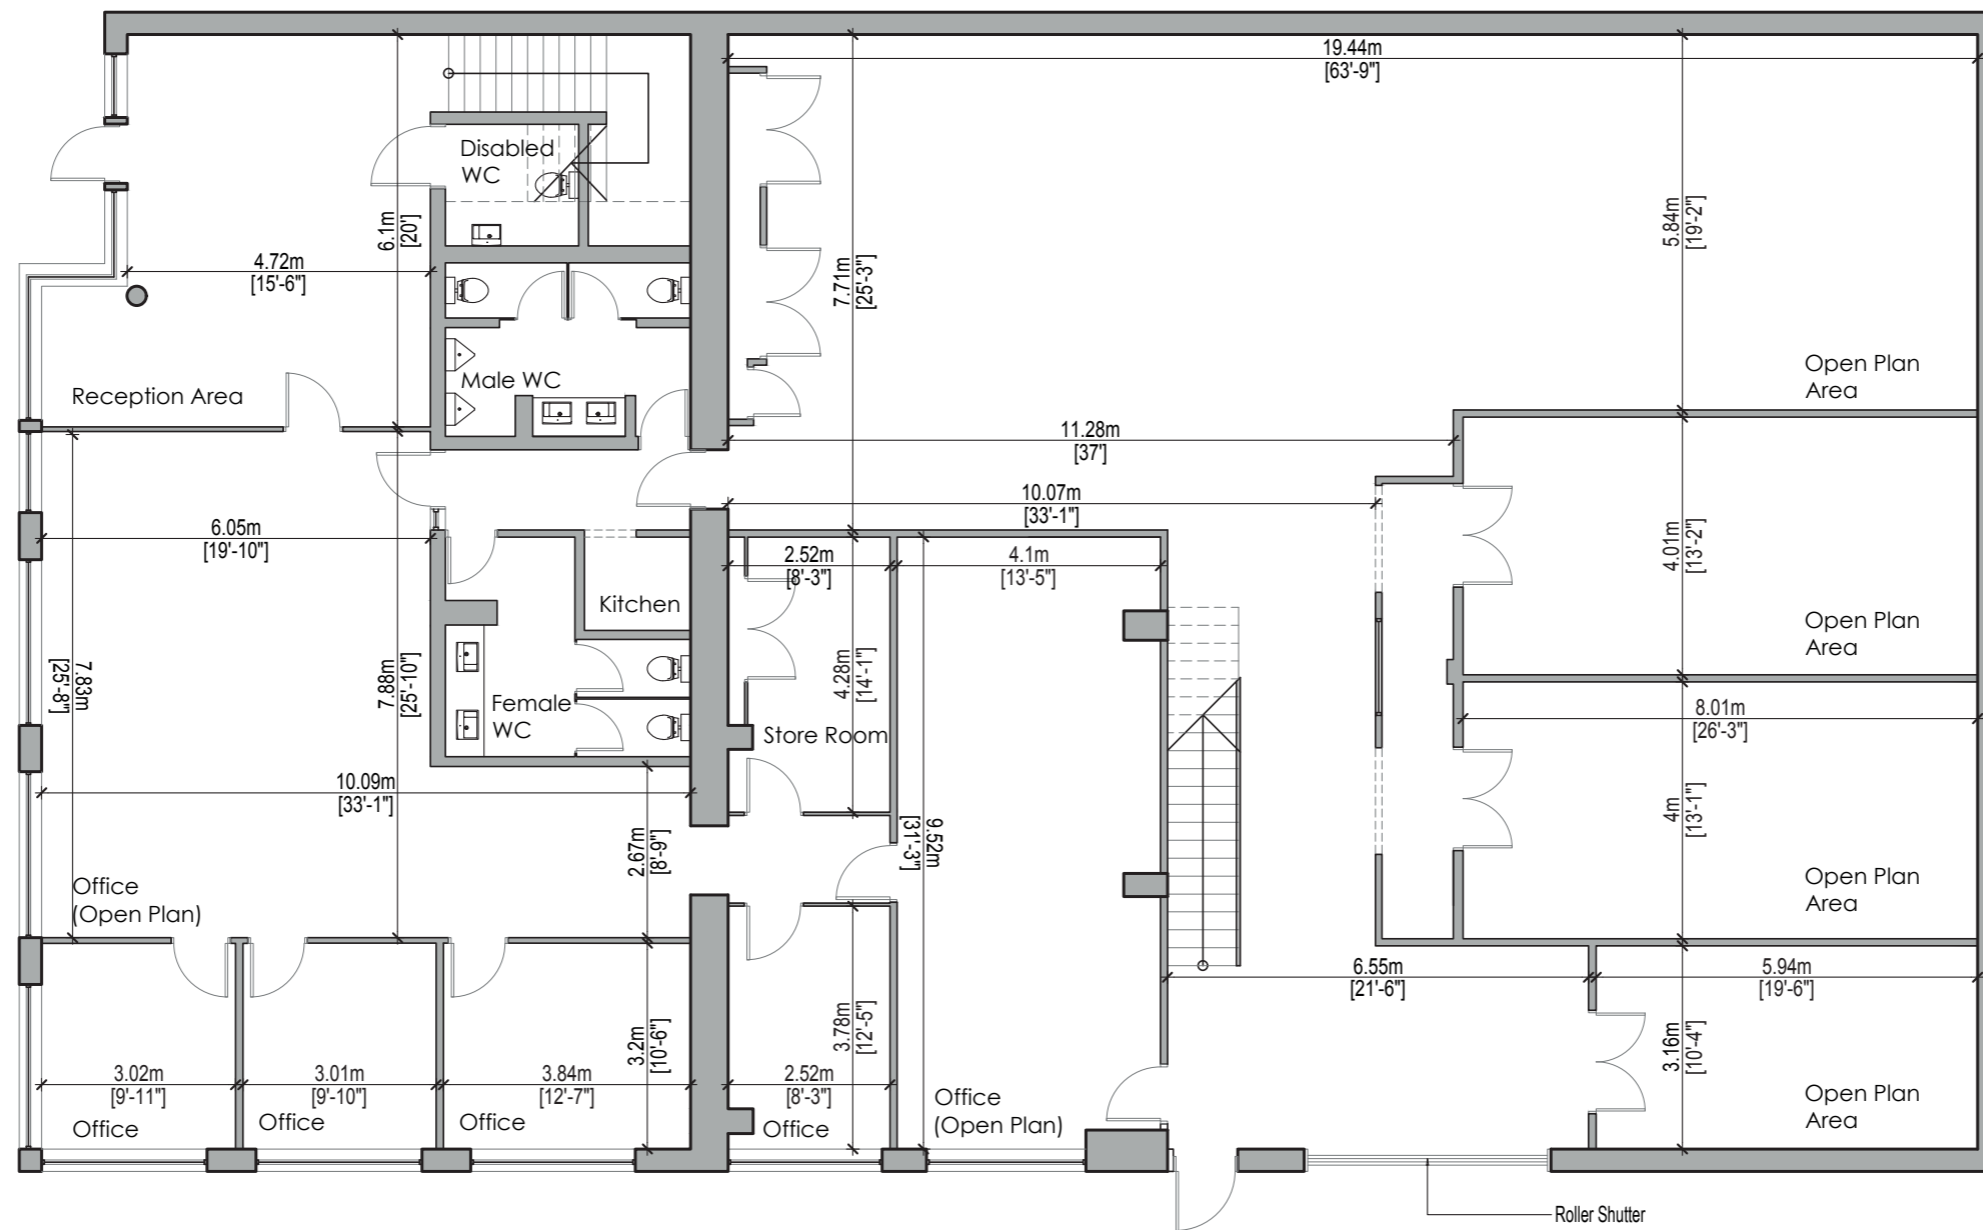 19.44m
[63'-9"]
Disabled
WC
6.1m
[20']
5.84m
[19'-2"]
4.72m
[15'-6"]
7.71m
[25'-3"]
Open Plan
Area
Reception Area
Male WC
11.28m
[37']
10.07m
[33'-1"]
6.05m
[19'-10"]
2.52m
[8'-3"]
4.1m
[13'-5"]
4.01m
[13'-2"]
Kitchen
Open Plan
Area
7.83m
[25'-8"]
7.88m
[25'-10"]
4.28m
[14'-1"]
Female
WC
Store Room
8.01m
[26'-3"]
10.09m
[33'-1"]
2.67m
[8'-9"]
9.52m
[31'-3"]
4m
[13'-1"]
Office
(Open Plan)
Open Plan
Area
6.55m
[21'-6"]
5.94m
[19'-6"]
3.2m
[10'-6"]
3.78m
[12'-5"]
3.16m
[10'-4"]
3.02m
[9'-11"]
3.01m
[9'-10"]
3.84m
[12'-7"]
2.52m
[8'-3"]
Office
Office
Office
Office
Office
(Open Plan)
Open Plan
Area
Roller Shutter